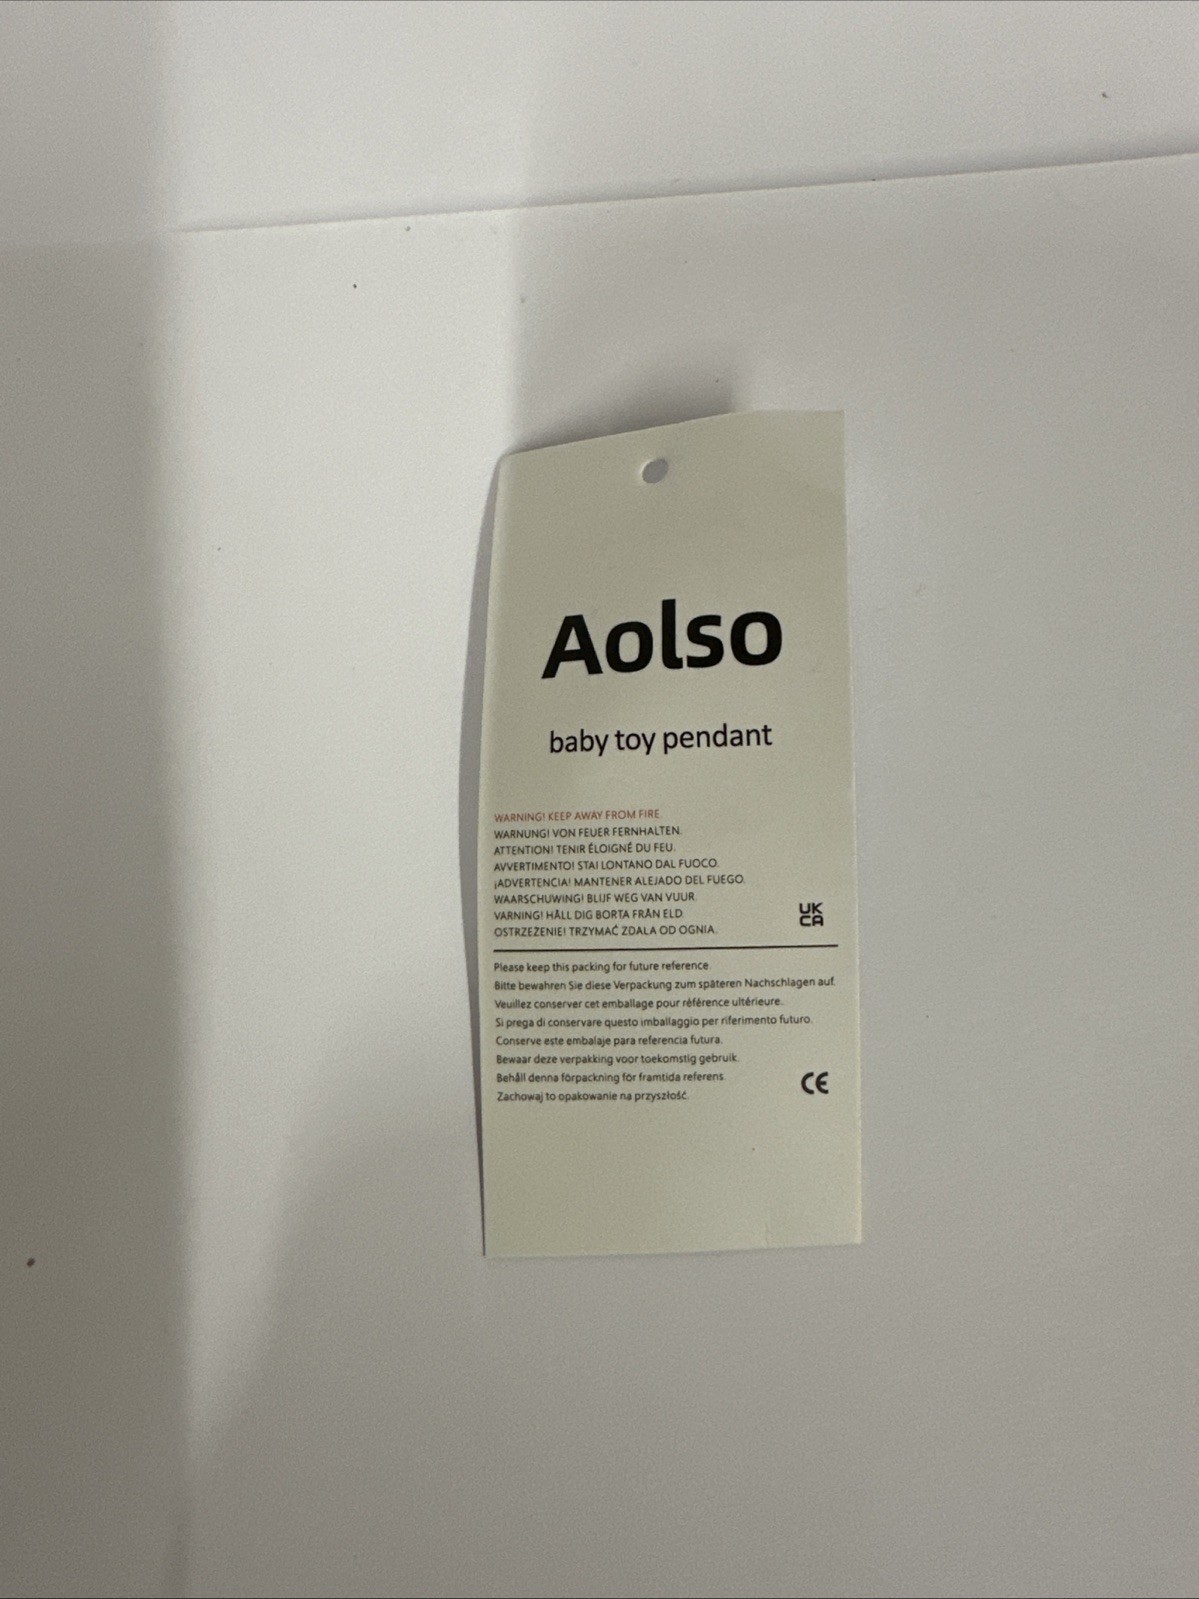 Aolso
baby toy pendant
WARNING! KEEP AWAY FROM FIRE.
WARNUNG! VON FEUER FERNHALTEN.
ATTENTION! TENIR ÉLOIGNÉ DU FEU.
AVVERTIMENTO! STAI LONTANO DAL FUOCO.
¡ADVERTENCIA! MANTENER ALEJADO DEL FUEGO.
WAARSCHUWING! BLIJF WEG VAN VUUR.
VARNING! HÅLL DIG BORTA FRÅN ELD.
OSTRZEŻENIE! TRZYMAĆ ZDALA OD OGNIA.
UK
CA
Please keep this packing for future reference.
Bitte bewahren Sie diese Verpackung zum späteren Nachschlagen auf.
Veuillez conserver cet emballage pour référence ultérieure.
Si prega di conservare questo imballaggio per riferimento futuro.
Conserve este embalaje para referencia futura.
Bewaar deze verpakking voor toekomstig gebruik.
Behåll denna förpackning för framtida referens.
Zachowaj to opakowanie na przyszłość.
CE